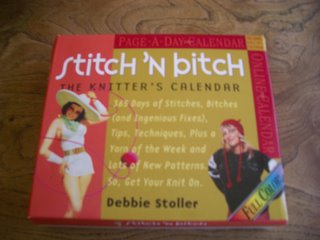 PAGE-A-DAY-CALENDAR
stitch 'N bitch
THE KNITTER'S CALENDAR
ONLINE CALENDAR
365 Days of Stitches, Bitches
(and Ingenious Fixes),
Tips, Techniques, Plus a
Yarn of the Week and
Lots of New Patterns.
So, Get Your Knit On.
Debbie Stoller
FULL COLOR